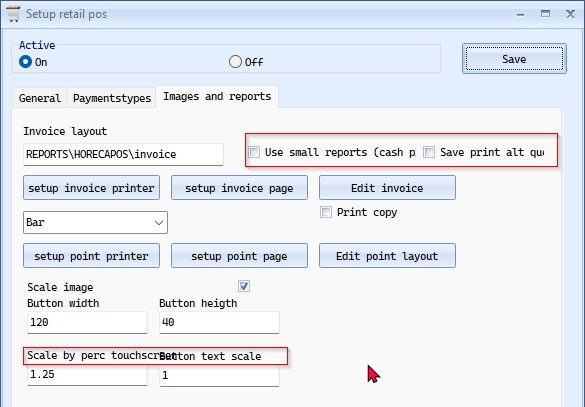 Setup retail pos
Active
On
Off
Save
General
Paymentstypes
Images and reports
Invoice layout
REPORTS\HORECAPOS\invoice
Use small reports (cash p
Save print alt que
setup invoice printer
setup invoice page
Edit invoice
Print copy
Bar
setup point printer
setup point page
Edit point layout
Scale image
Button width
Button heigth
120
40
Scale by perc touchscreen
Button text scale
1.25
1